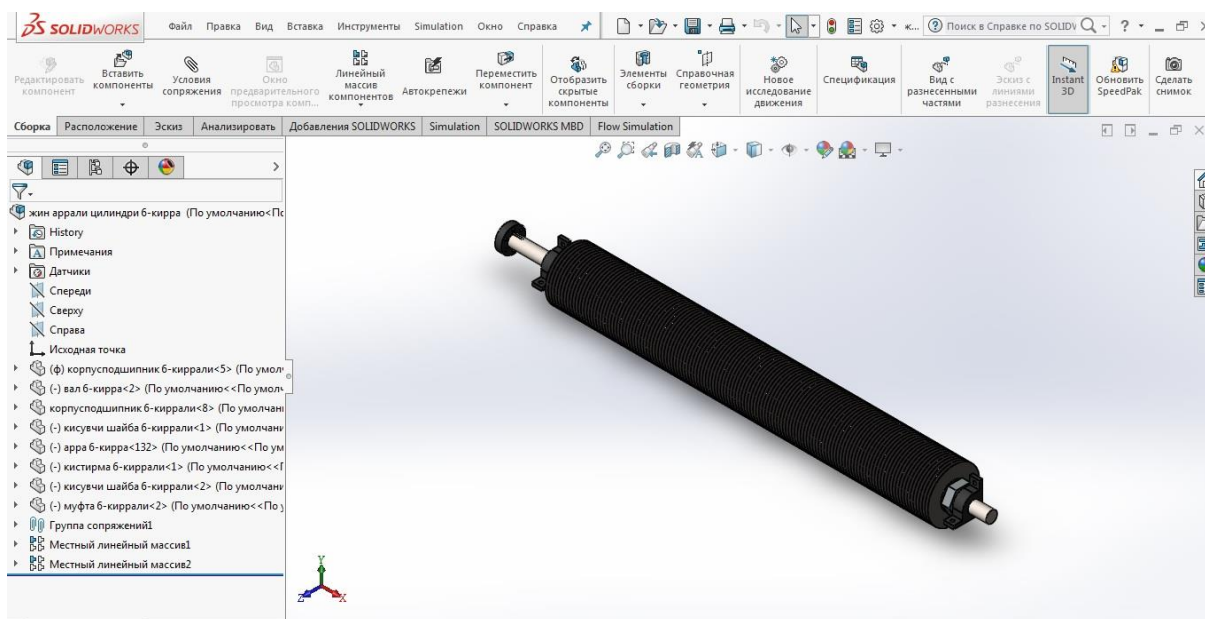 SOLIDWORKS Файл Правка Вид Вставка Инструменты Simulation Окно Справка к... Поиск в Справке по SOLIDW ?
Редактировать компонент
Вставить компоненты
Условия сопряжения
Окно предварительного просмотра комп...
Линейный массив компонентов
Автокрепежи
Переместить компонент
Отобразить скрытые компоненты
Элементы сборки
Справочная геометрия
Новое исследование движения
Спецификация
Вид с разнесенными частями
Эскиз с линиями разнесения
Instant 3D
Обновить SpeedPak
Сделать снимок
Сборка Расположение Эскиз Анализировать Добавления SOLIDWORKS Simulation SOLIDWORKS MBD Flow Simulation
жин аррали цилиндри 6-кирра (По умолчанию<По
History
Примечания
Датчики
Спереди
Сверху
Справа
Исходная точка
(ф) корпусподшипник 6-киррали<5> (По умол
(-) вал 6-кирра<2> (По умолчанию<<По умолч
корпусподшипник 6-киррали<8> (По умолчани
(-) кисувчи шайба 6-киррали<1> (По умолчани
(-) арра 6-кирра<132> (По умолчанию<<По ум
(-) кистирма 6-киррали<1> (По умолчанию<<П
(-) кисувчи шайба 6-киррали<2> (По умолчани
(-) муфта 6-киррали<2> (По умолчанию<<По у
Группа сопряжений1
Местный линейный массив1
Местный линейный массив2
Y
Z X